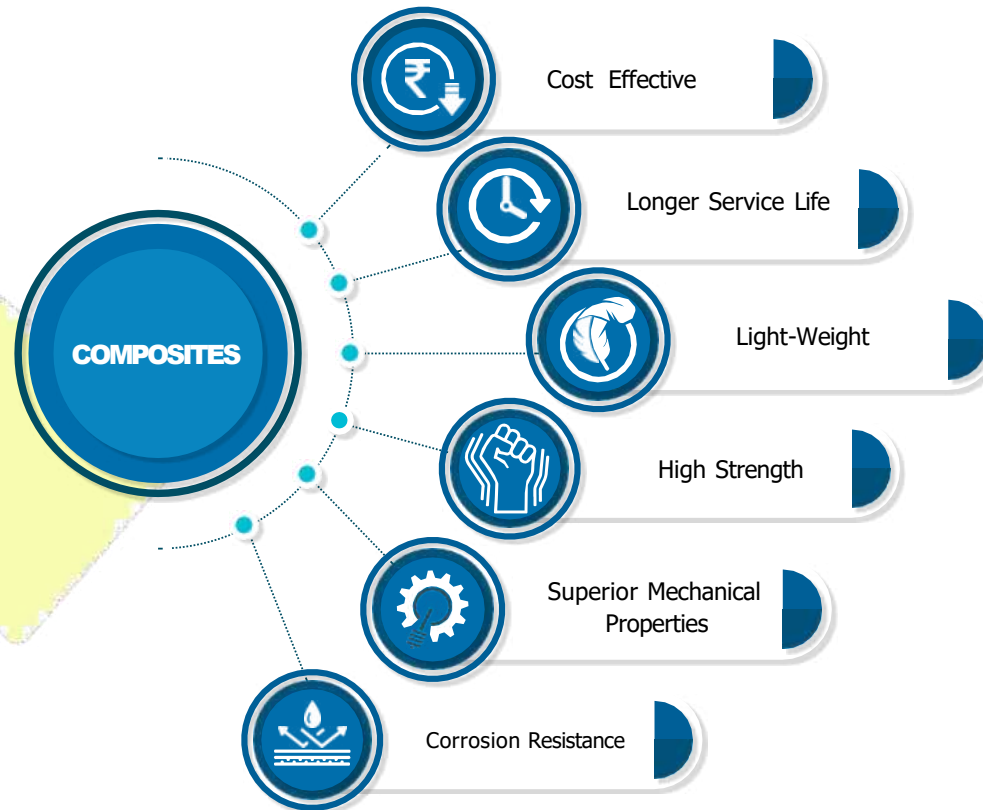 ₹
Cost Effective
Longer Service Life
COMPOSITES
Light-Weight
High Strength
Superior Mechanical
Properties
Corrosion Resistance